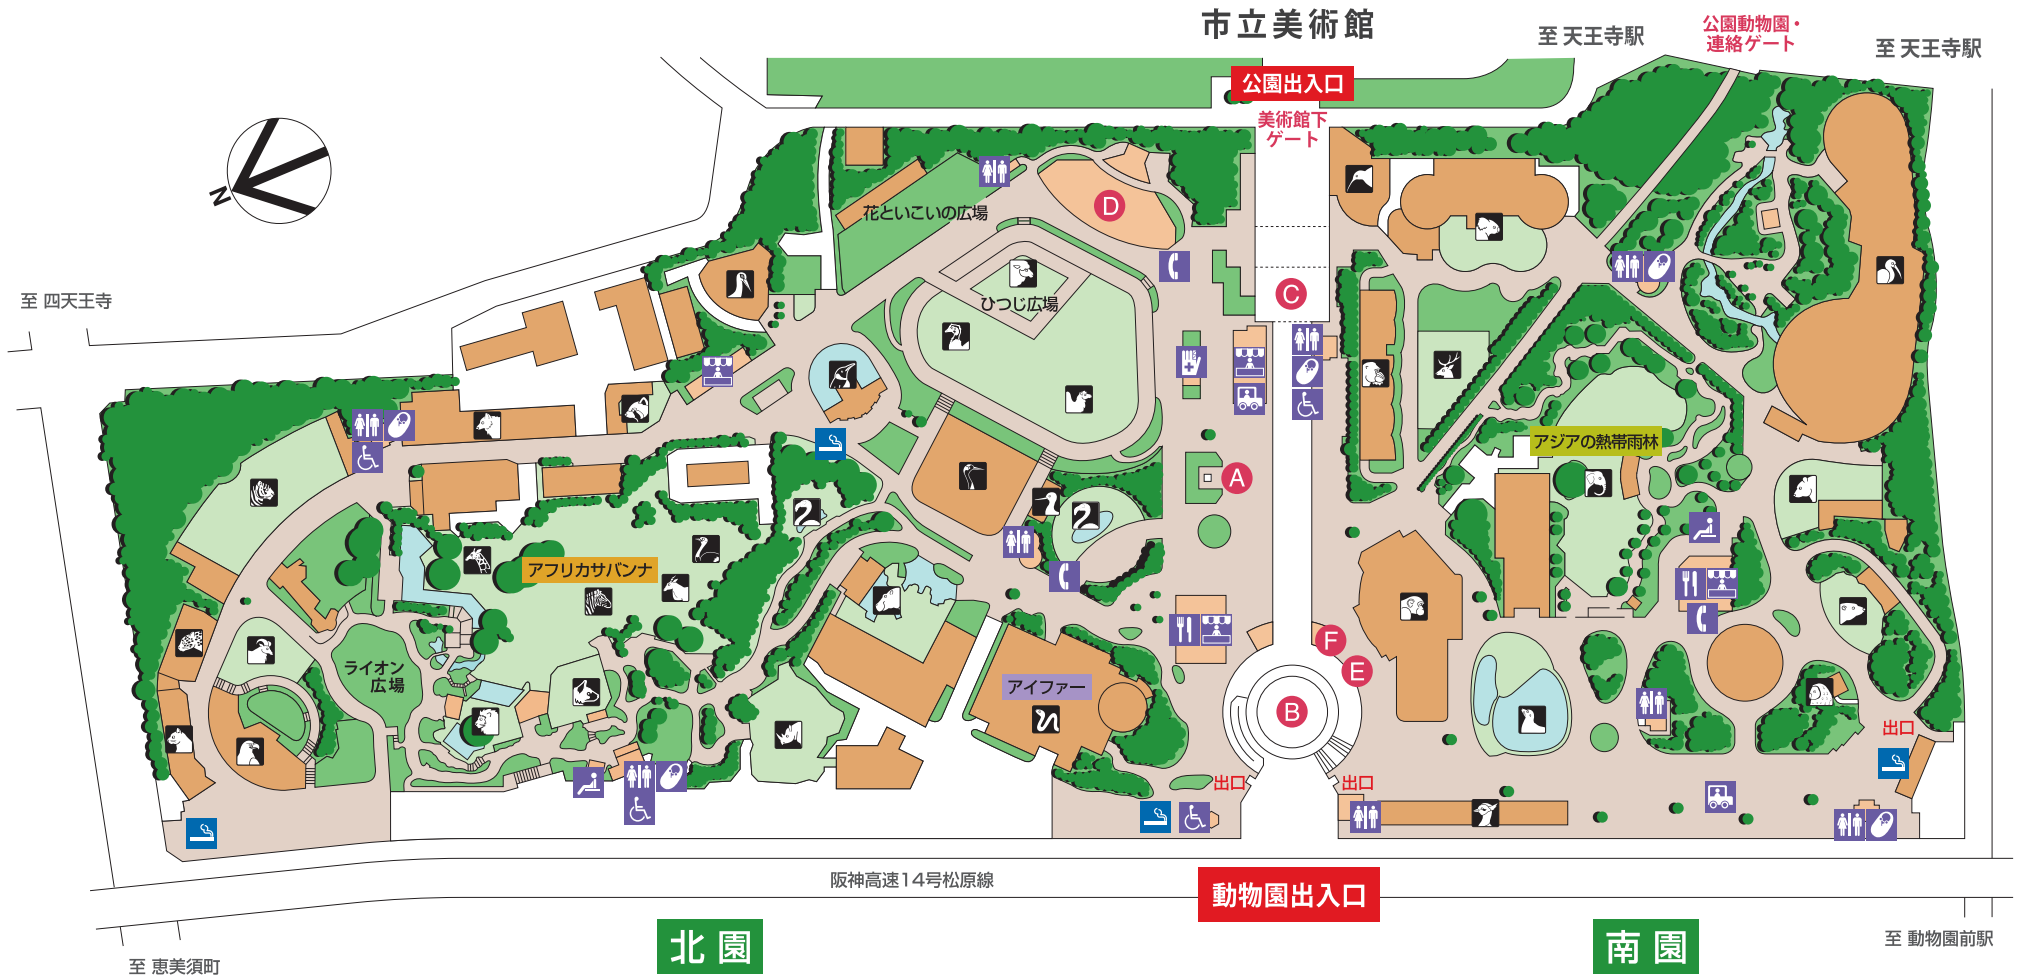 市立美術館
至 天王寺駅
公園動物園・
連絡ゲート
至 天王寺駅
公園出入口
美術館下
ゲート
N
花といこいの広場
D
至 四天王寺
C
ひつじ広場
アジアの熱帯雨林
A
アフリカサバンナ
ライオン
広場
アイファー
F
E
B
出口
出口
出口
阪神高速14号松原線
動物園出入口
北園
南園
至 恵美須町
至 動物園前駅